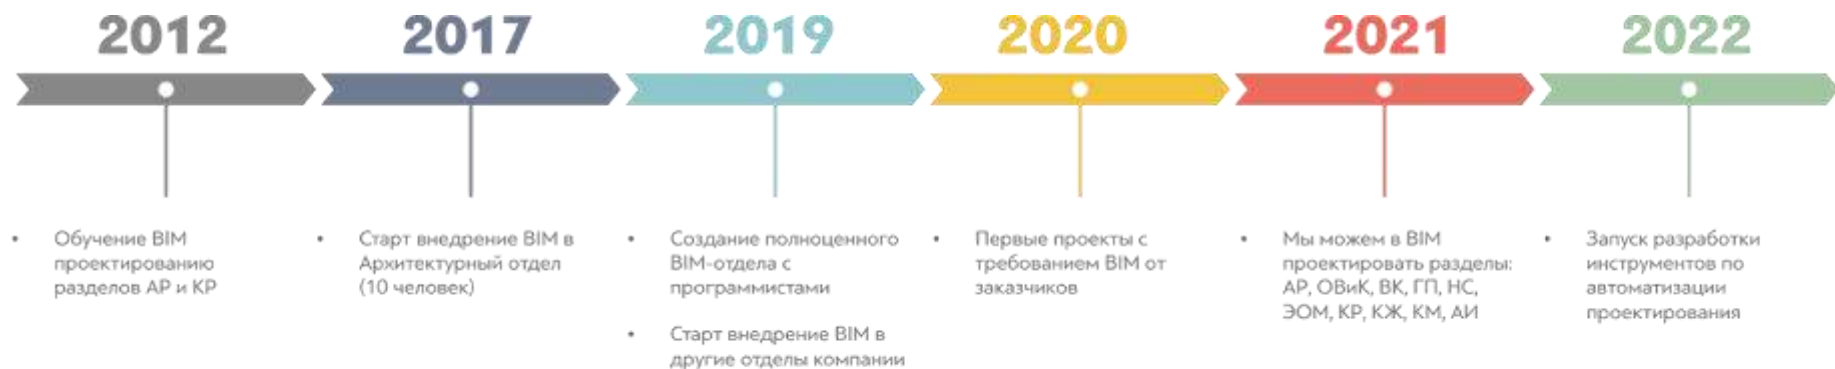 2012
2017
2019
2020
2021
2022
• Обучение BIM
проектированию
разделов АР и КР
• Старт внедрение BIM в
Архитектурный отдел
(10 человек)
• Создание полноценного
BIM-отдела с
программистами
• Старт внедрение BIM в
другие отделы компании
• Первые проекты с
требованием BIM от
заказчиков
• Мы можем в BIM
проектировать разделы:
АР, ОВиК, ВК, ГП, НС,
ЭОМ, КР, КЖ, КМ, АИ
• Запуск разработки
инструментов по
автоматизации
проектирования